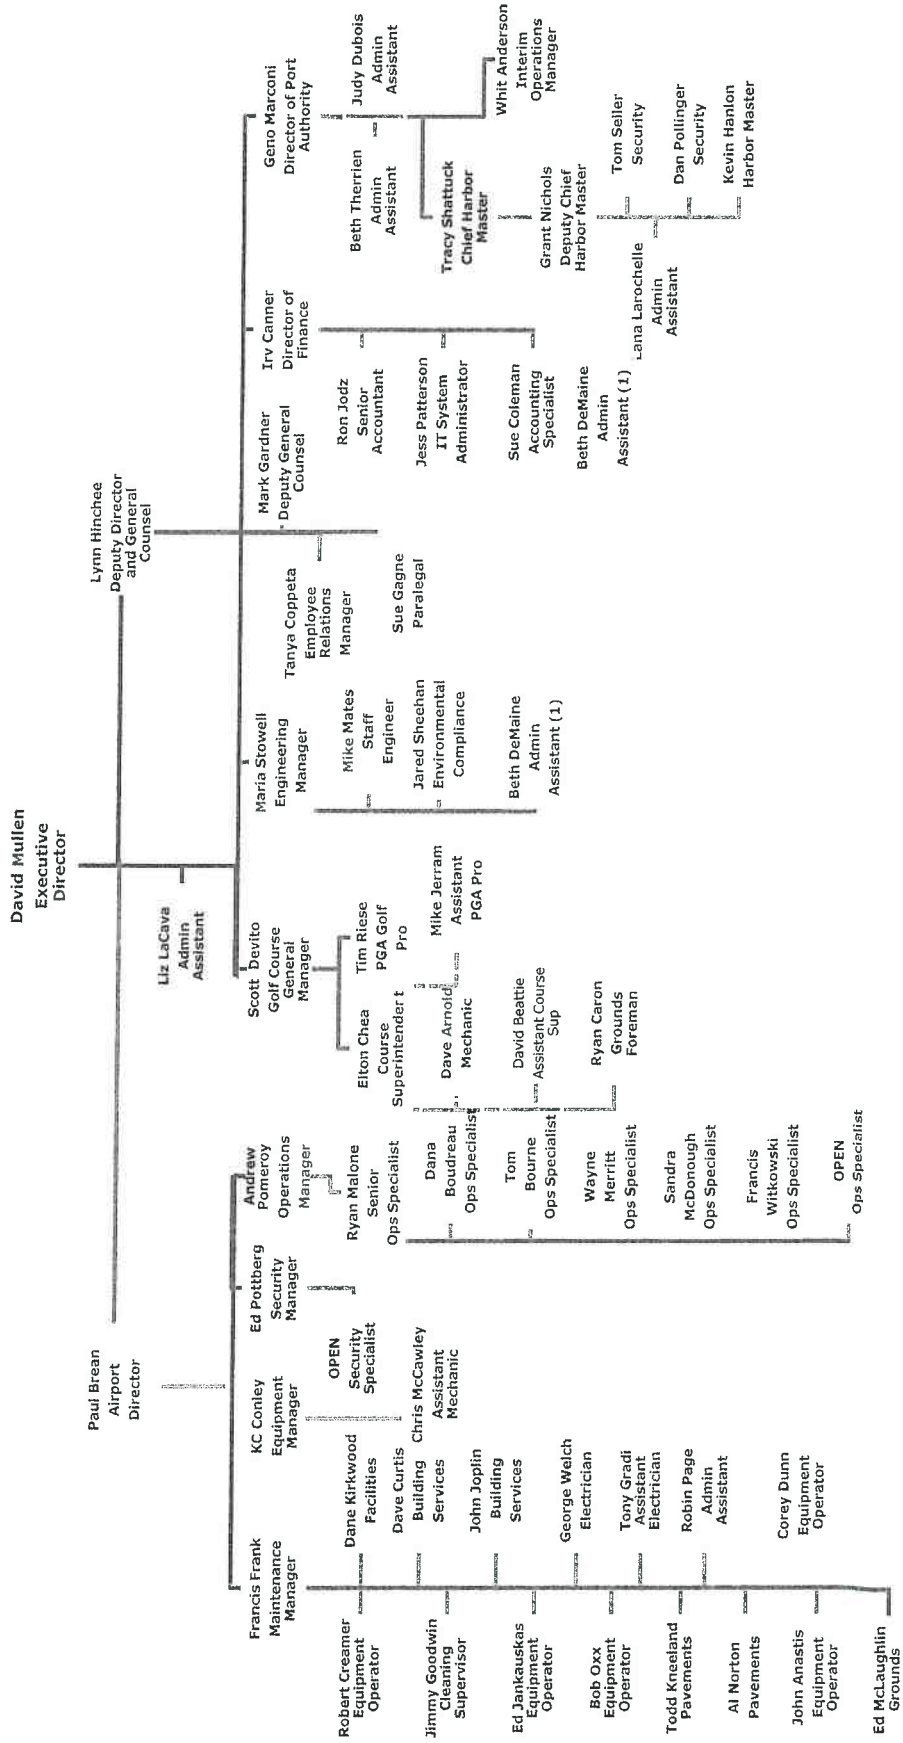 David Mullen
Executive
Director
Paul Brean
Airport
Director
Lynn Hinchee
Deputy Director
and General
Counsel
Liz LaCava
Admin
Assistant
Francis Frank
Maintenance
Manager
KC Conley
Equipment
Manager
Ed Pottberg
Security
Manager
Andrew
Pomeroy
Operations
Manager
Scott Devito
Golf Course
General
Manager
Maria Stowell
Engineering
Manager
Tanya Coppeta
Employee
Relations
Manager
Mark Gardner
Deputy General
Counsel
Irv Canner
Director of
Finance
Geno Marconi
Director of Port
Authority
Robert Creamer
Equipment
Operator
Jimmy Goodwin
Cleaning
Supervisor
Ed Jankauskas
Equipment
Operator
Bob Oxx
Equipment
Operator
Todd Kneeland
Pavements
Al Norton
Pavements
John Anastis
Equipment
Operator
Ed McLaughlin
Grounds
Dane Kirkwood
Facilities
Dave Curtis
Building
Services
John Joplin
Building
Services
George Welch
Electrician
Tony Gradi
Assistant
Electrician
Robin Page
Admin
Assistant
Corey Dunn
Equipment
Operator
Chris McCawley
Assistant
Mechanic
OPEN
Security
Specialist
Ryan Malone
Senior
Ops Specialist
Dana
Boudreau
Ops Specialist
Tom
Bourne
Ops Specialist
Wayne
Merritt
Ops Specialist
Sandra
McDonough
Ops Specialist
Francis
Witkowski
Ops Specialist
OPEN
Ops Specialist
Elton Chea
Course
Superintendert
Dave Arnold
Mechanic
David Beattie
Assistant Course
Sup
Ryan Caron
Grounds
Foreman
Tim Riese
PGA Golf
Pro
Mike Jerram
Assistant
PGA Pro
Mike Mates
Staff
Engineer
Jared Sheehan
Environmental
Compliance
Beth DeMaine
Admin
Assistant (1)
Sue Gagne
Paralegal
Ron Jodz
Senior
Accountant
Jess Patterson
IT System
Administrator
Sue Coleman
Accounting
Specialist
Beth DeMaine
Admin
Assistant (1)
Beth Therrien
Admin
Assistant
Judy Dubois
Admin
Assistant
Tracy Shattuck
Chief Harbor
Master
Whit Anderson
Interim
Operations
Manager
Grant Nichols
Deputy Chief
Harbor Master
Lana Larochelle
Admin
Assistant
Tom Seller
Security
Dan Pollinger
Security
Kevin Hanlon
Harbor Master